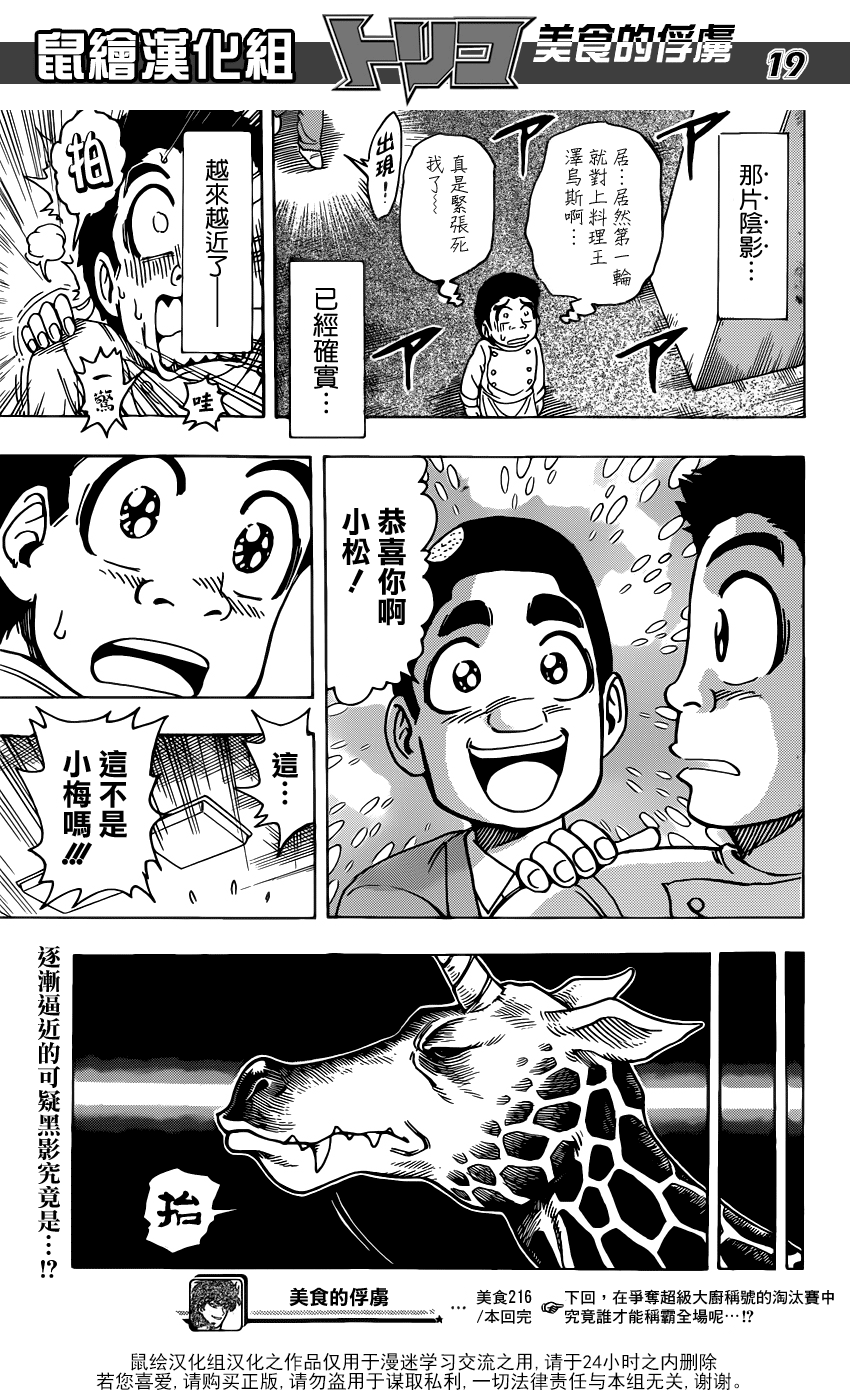 鼠繪漢化組
トリコ
美食的俘虜
19
那片陰影…
居…居然第一輪
就對上料理王
澤烏斯啊…
真是緊張死
我了～
出現！
ア
ア
ア
ア
已經確實…
越來越近了——
拍
一驚
哇
恭喜你啊
小松！
這…
這不是
小梅嗎!!!
抬
逐漸逼近的可疑黑影究竟是…!?
美食的俘虜
…
美食216
/本回完
☞下回，在爭奪超級大廚稱號的淘汰賽中
究竟誰才能稱霸全場呢…!?
鼠绘汉化组汉化之作品仅用于漫迷学习交流之用,请于24小时之内删除
若您喜爱,请购买正版,请勿盗用于谋取私利,一切法律责任与本组无关,谢谢。